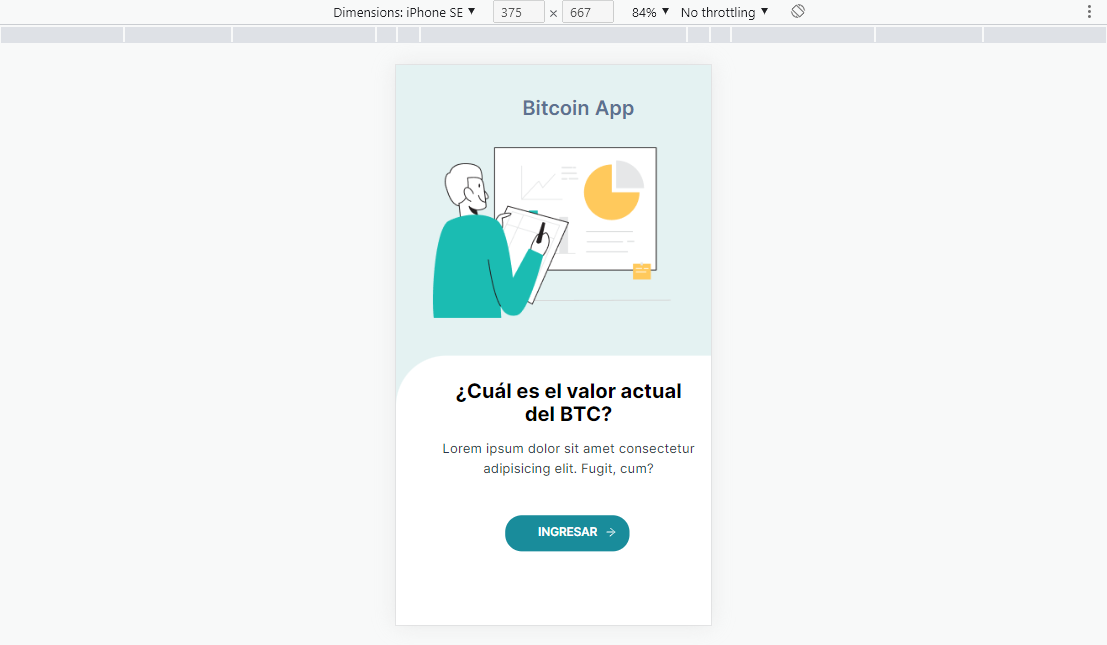 Dimensions: iPhone SE ▼ 375 × 667 84% ▼ No throttling ▼
Bitcoin App
¿Cuál es el valor actual
del BTC?
Lorem ipsum dolor sit amet consectetur
adipisicing elit. Fugit, cum?
INGRESAR →